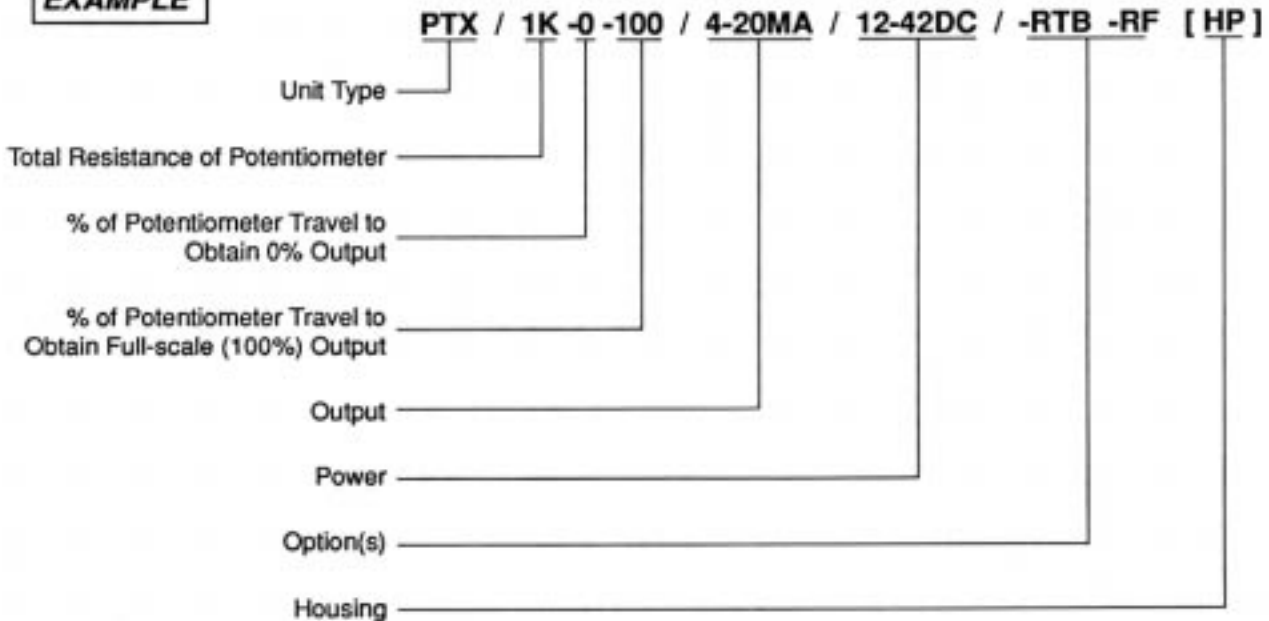 EXAMPLE
PTX / 1K -0 -100 / 4-20MA / 12-42DC / -RTB -RF [ HP ]
Unit Type
Total Resistance of Potentiometer
% of Potentiometer Travel to
Obtain 0% Output
% of Potentiometer Travel to
Obtain Full-scale (100%) Output
Output
Power
Option(s)
Housing